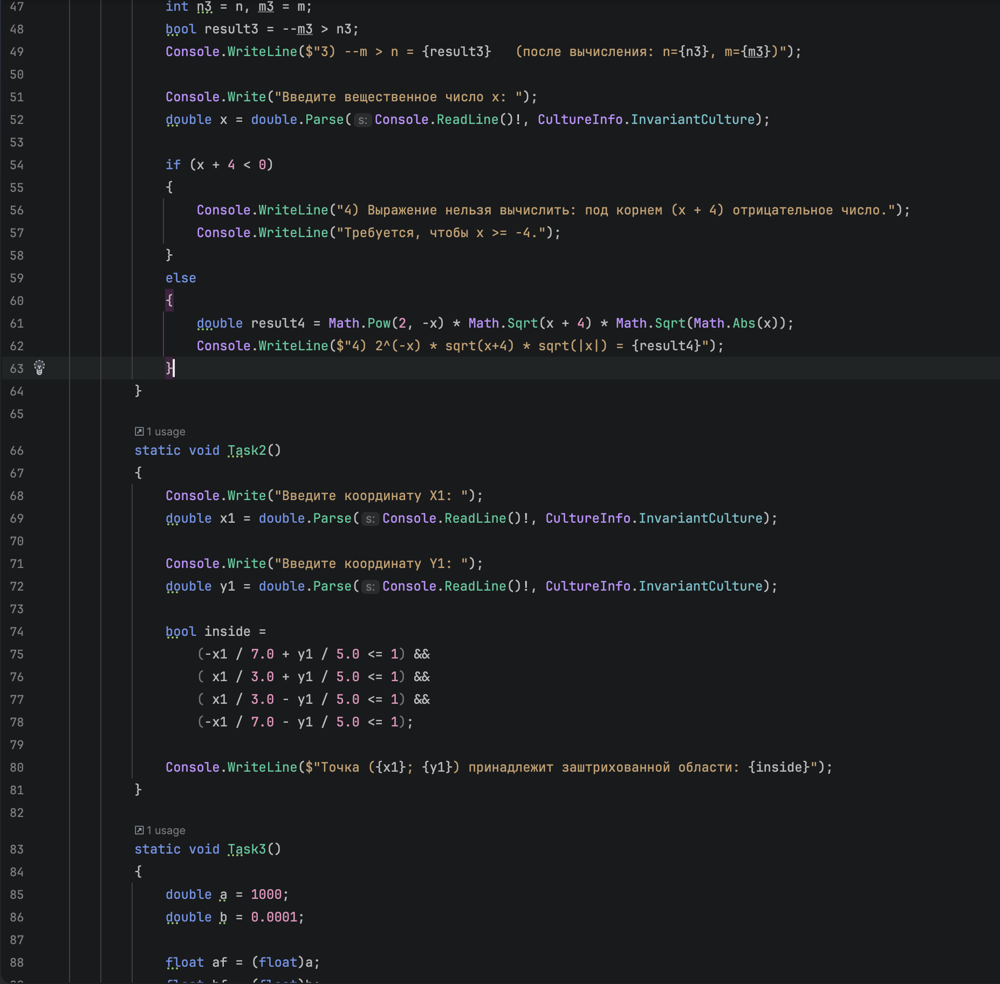 47 int n3 = n, m3 = m;
48 bool result3 = --m3 > n3;
49 Console.WriteLine($"3) --m > n = {result3}   (после вычисления: n={n3}, m={m3})");
50
51 Console.Write("Введите вещественное число x: ");
52 double x = double.Parse( s: Console.ReadLine()!, CultureInfo.InvariantCulture);
53
54 if (x + 4 < 0)
55 {
56 Console.WriteLine("4) Выражение нельзя вычислить: под корнем (x + 4) отрицательное число.");
57 Console.WriteLine("Требуется, чтобы x >= -4.");
58 }
59 else
60 {
61 double result4 = Math.Pow(2, -x) * Math.Sqrt(x + 4) * Math.Sqrt(Math.Abs(x));
62 Console.WriteLine($"4) 2^(-x) * sqrt(x+4) * sqrt(|x|) = {result4}");
63 }
64 }
65
1 usage
66 static void Task2()
67 {
68 Console.Write("Введите координату X1: ");
69 double x1 = double.Parse( s: Console.ReadLine()!, CultureInfo.InvariantCulture);
70
71 Console.Write("Введите координату Y1: ");
72 double y1 = double.Parse( s: Console.ReadLine()!, CultureInfo.InvariantCulture);
73
74 bool inside =
75 (-x1 / 7.0 + y1 / 5.0 <= 1) &&
76 ( x1 / 3.0 + y1 / 5.0 <= 1) &&
77 ( x1 / 3.0 - y1 / 5.0 <= 1) &&
78 (-x1 / 7.0 - y1 / 5.0 <= 1);
79
80 Console.WriteLine($"Точка ({x1}; {y1}) принадлежит заштрихованной области: {inside}");
81 }
82
1 usage
83 static void Task3()
84 {
85 double a = 1000;
86 double b = 0.0001;
87
88 float af = (float)a;